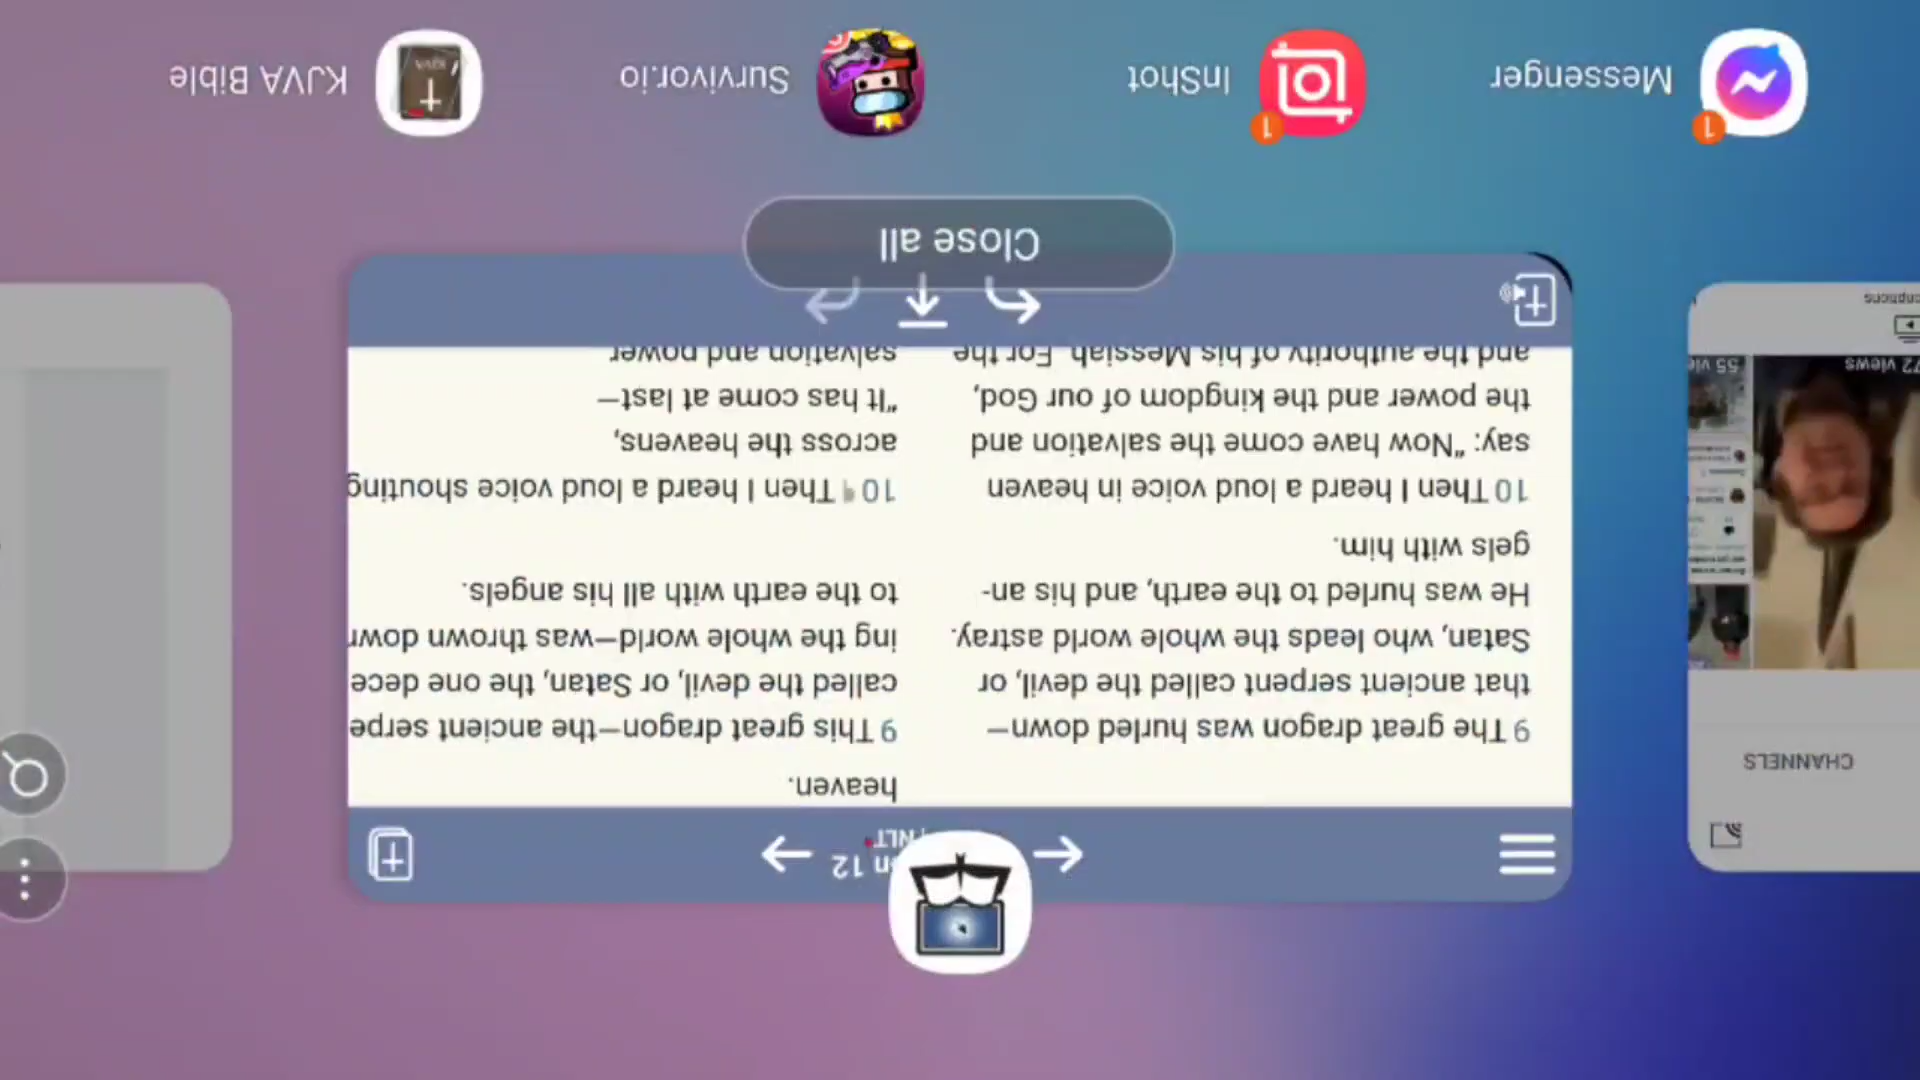 CHANNELS
72 views
55 vie
12
NLT
9 The great dragon was hurled down—
that ancient serpent called the devil, or
Satan, who leads the whole world astray.
He was hurled to the earth, and his an-
gels with him.
10 Then I heard a loud voice in heaven
say: "Now have come the salvation and
the power and the kingdom of our God,
and the authority of his Messiah. For the
heaven.
9 This great dragon—the ancient serpe
called the devil, or Satan, the one dece
ing the whole world—was thrown down
to the earth with all his angels.
10 ¶ Then I heard a loud voice shouting
across the heavens,
"It has come at last—
salvation and power
Close all
Messenger
1
InShot
1
Survivor.io
KJVA Bible
KJVA